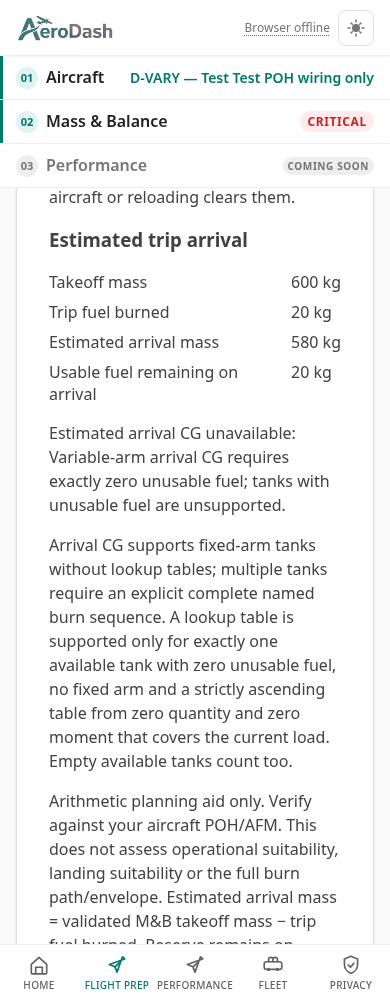 AeroDash
Browser offline
01 Aircraft D-VARY — Test Test POH wiring only
02 Mass & Balance CRITICAL
03 Performance COMING SOON
aircraft or reloading clears them.
Estimated trip arrival
Takeoff mass 600 kg
Trip fuel burned 20 kg
Estimated arrival mass 580 kg
Usable fuel remaining on 20 kg
arrival
Estimated arrival CG unavailable:
Variable-arm arrival CG requires
exactly zero unusable fuel; tanks with
unusable fuel are unsupported.
Arrival CG supports fixed-arm tanks
without lookup tables; multiple tanks
require an explicit complete named
burn sequence. A lookup table is
supported only for exactly one
available tank with zero unusable fuel,
no fixed arm and a strictly ascending
table from zero quantity and zero
moment that covers the current load.
Empty available tanks count too.
Arithmetic planning aid only. Verify
against your aircraft POH/AFM. This
does not assess operational suitability,
landing suitability or the full burn
path/envelope. Estimated arrival mass
= validated M&B takeoff mass − trip
fuel burned. Reserve remains on
HOME FLIGHT PREP PERFORMANCE FLEET PRIVACY